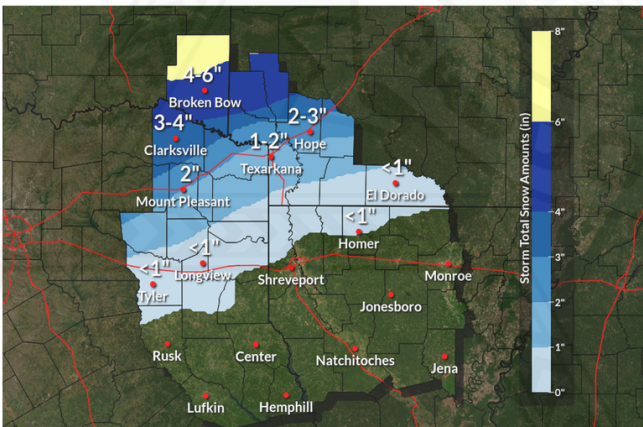 8"
4-6"
Broken Bow
6"
3-4"
2-3"
Clarksville
1-2"
Hope
Texarkana
2"
Mount Pleasant
<1"
El Dorado
4"
<1"
Homer
3"
<1"
Longview
<1"
Tyler
Shreveport
Monroe
2"
Jonesboro
1"
Rusk
Center
Natchitoches
Jena
0"
Lufkin
Hemphill
Storm Total Snow Amounts (in)